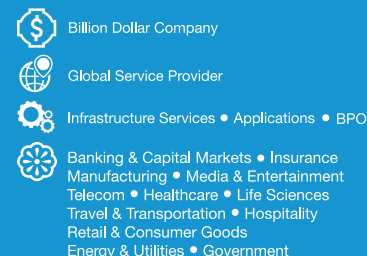 $ Billion Dollar Company
Global Service Provider
Infrastructure Services • Applications • BPO
Banking & Capital Markets • Insurance
Manufacturing • Media & Entertainment
Telecom • Healthcare • Life Sciences
Travel & Transportation • Hospitality
Retail & Consumer Goods
Energy & Utilities • Government